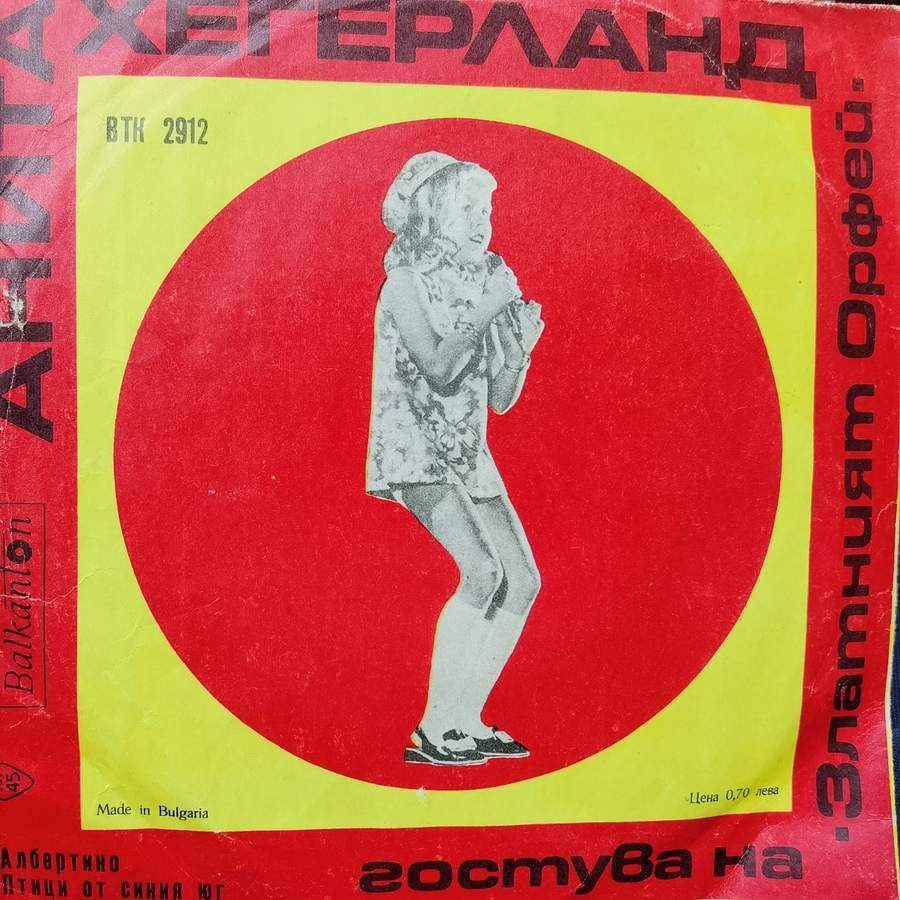 АНИТА
ХЕГЕРЛАНД
ВТК 2912
гостува на
·Златният Орфей·
Balkanton
45
Made in Bulgaria
Цена 0,70 лева
Албертино
Птици от синия юг